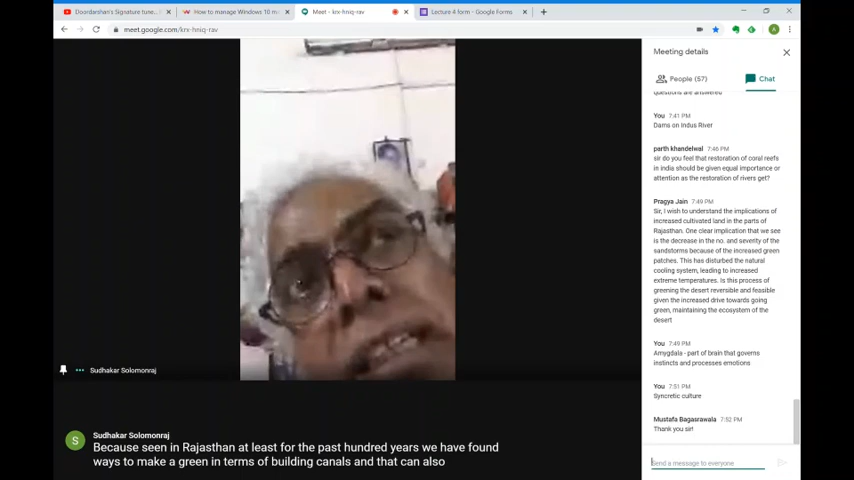 Doordarshan's Signature tune...
How to manage Windows 10 n
Meet - krx-hniq-rav
Lecture 4 form - Google Forms
meet.google.com/krx-hniq-rav
Meeting details
People (57)
Chat
questions are answered
You 7:41 PM
Dams on Indus River
parth khandelwal 7:46 PM
sir do you feel that restoration of coral reefs
in india should be given equal importance or
attention as the restoration of rivers get?
Pragya Jain 7:49 PM
Sir, I wish to understand the implications of
increased cultivated land in the parts of
Rajasthan. One clear implication that we see
is the decrease in the no. and severity of the
sandstorms because of the increased green
patches. This has disturbed the natural
cooling system, leading to increased
extreme temperatures. Is this process of
greening the desert reversible and feasible
given the increased drive towards going
green, maintaining the ecosystem of the
desert
You 7:49 PM
Amygdala - part of brain that governs
instincts and processes emotions
You 7:51 PM
Syncretic culture
Mustafa Bagasrawala 7:52 PM
Thank you sir!
Send a message to everyone
Sudhakar Solomonraj
S
Sudhakar Solomonraj
Because seen in Rajasthan at least for the past hundred years we have found
ways to make a green in terms of building canals and that can also